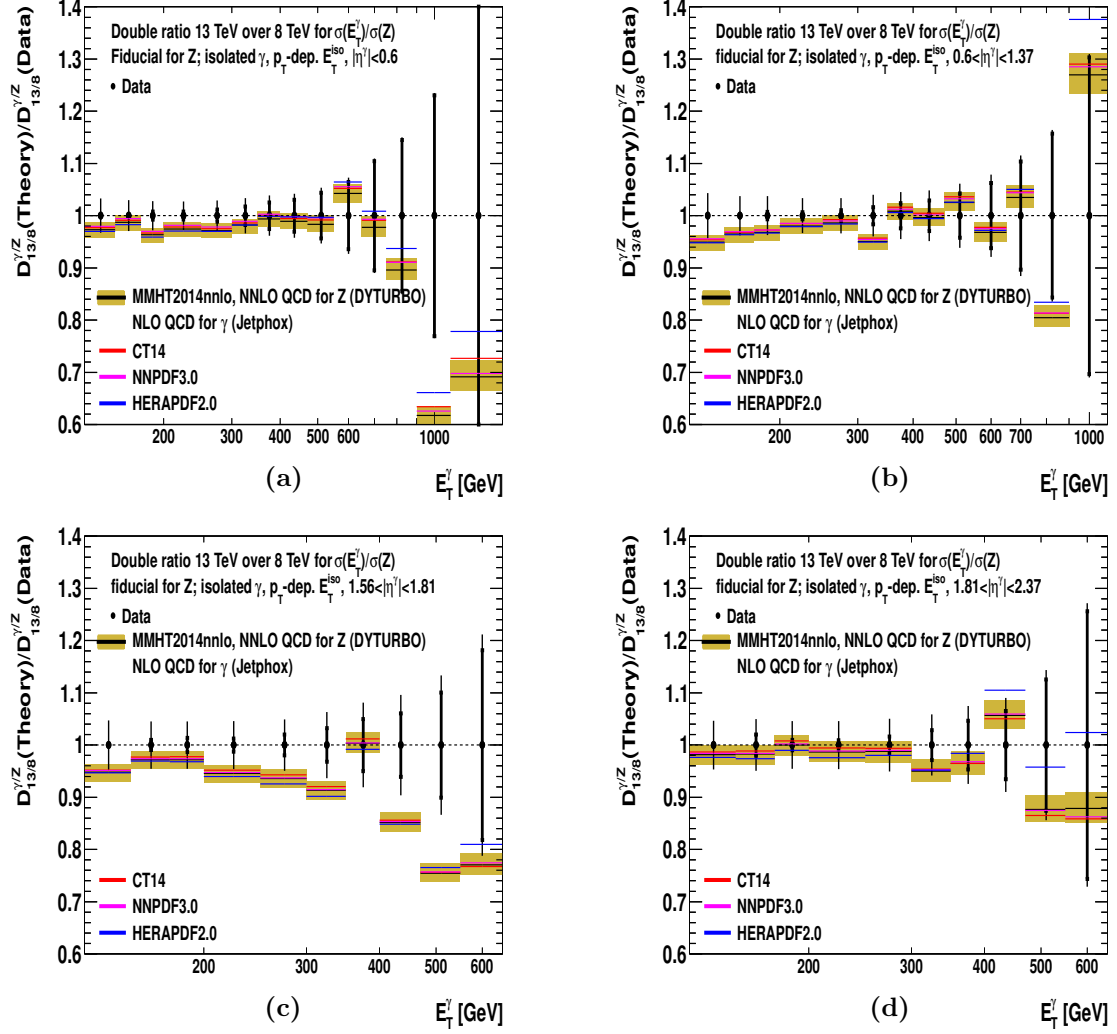 D^{γ/Z}_{13/8}(Theory)/D^{γ/Z}_{13/8}(Data)
1.4
1.3
1.2
1.1
1
0.9
0.8
0.7
0.6
Double ratio 13 TeV over 8 TeV for σ(E_T^γ)/σ(Z)
Fiducial for Z; isolated γ, p_T-dep. E_T^iso, |η^γ|<0.6
Data
MMHT2014nnlo, NNLO QCD for Z (DYTURBO)
NLO QCD for γ (Jetphox)
CT14
NNPDF3.0
HERAPDF2.0
200 300 400 500 600 1000
(a)
E_T^γ [GeV]
D^{γ/Z}_{13/8}(Theory)/D^{γ/Z}_{13/8}(Data)
1.4
1.3
1.2
1.1
1
0.9
0.8
0.7
0.6
Double ratio 13 TeV over 8 TeV for σ(E_T^γ)/σ(Z)
Fiducial for Z; isolated γ, p_T-dep. E_T^iso, 0.6<|η^γ|<1.37
Data
MMHT2014nnlo, NNLO QCD for Z (DYTURBO)
NLO QCD for γ (Jetphox)
CT14
NNPDF3.0
HERAPDF2.0
200 300 400 500 600 700 1000
(b)
E_T^γ [GeV]
D^{γ/Z}_{13/8}(Theory)/D^{γ/Z}_{13/8}(Data)
1.4
1.3
1.2
1.1
1
0.9
0.8
0.7
0.6
Double ratio 13 TeV over 8 TeV for σ(E_T^γ)/σ(Z)
fiducial for Z; isolated γ, p_T-dep. E_T^iso, 1.56<|η^γ|<1.81
Data
MMHT2014nnlo, NNLO QCD for Z (DYTURBO)
NLO QCD for γ (Jetphox)
CT14
NNPDF3.0
HERAPDF2.0
200 300 400 500 600
(c)
E_T^γ [GeV]
D^{γ/Z}_{13/8}(Theory)/D^{γ/Z}_{13/8}(Data)
1.4
1.3
1.2
1.1
1
0.9
0.8
0.7
0.6
Double ratio 13 TeV over 8 TeV for σ(E_T^γ)/σ(Z)
fiducial for Z; isolated γ, p_T-dep. E_T^iso, 1.81<|η^γ|<2.37
Data
MMHT2014nnlo, NNLO QCD for Z (DYTURBO)
NLO QCD for γ (Jetphox)
CT14
NNPDF3.0
HERAPDF2.0
200 300 400 500 600
(d)
E_T^γ [GeV]